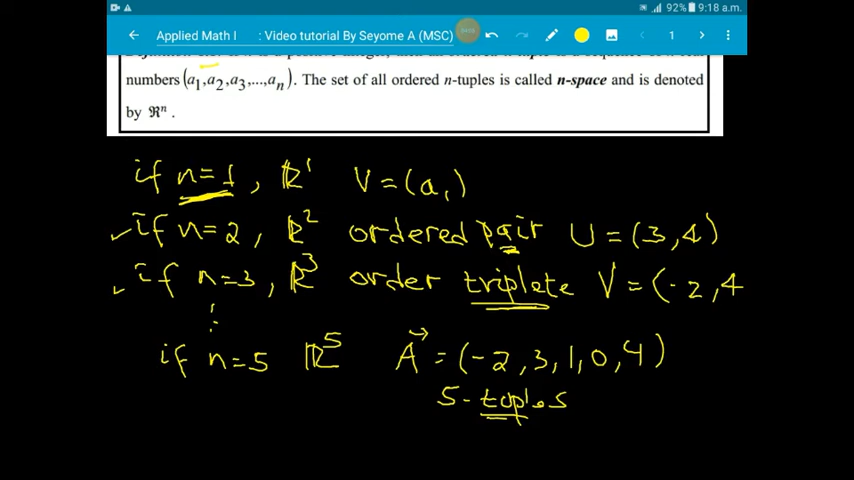 92% 9:18 a.m.
Applied Math I : Video tutorial By Seyome A (MSC) 1
numbers (a1,a2,a3,...,an). The set of all ordered n-tuples is called n-space and is denoted
by ℜⁿ .
if n=1, ℝ¹ V=(a1)
if n=2, ℝ² ordered pair U=(3,4)
if n=3, ℝ³ order triplete V=(-2,4
⋮
if n=5 ℝ⁵ A⃗=(-2,3,1,0,4)
5-tuples